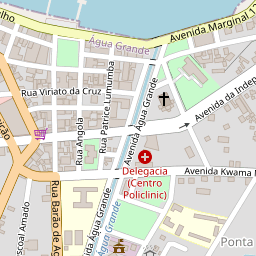 Água Grande
Avenida Marginal 1
Rua Viriato da Cruz
Rua Patrice Lumumba
Avenida Água Grande
Avenida da Indep
Rua Angola
Delegacia
(Centro
Policlinic)
Avenida Kwama
Rua Barão de Ág
scoal Amado
Avenida Água Grande
Água Grande
Ponta